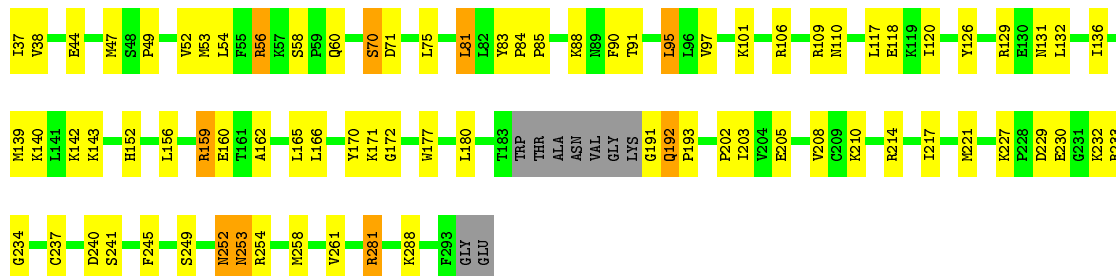 I37 V38 E44 M47 S48 P49 V52 M53 L54 F55 R56 K57 S58 P59 Q60 S70 D71 L75 L81 L82 Y83 P84 P85 K88 N89 F90 T91 L95 L96 V97 K101 R106 R109 N110 L117 E118 K119 I120 Y126 R129 E130 N131 L132 I136
M139 K140 L141 K142 K143 H152 L156 R159 E160 T161 A162 L165 L166 Y170 K171 G172 W177 L180 T183 TRP THR ALA ASN VAL GLY LYS G191 Q192 P193 P202 I203 V204 E205 V208 C209 K210 R214 I217 M221 K227 P228 D229 E230 G231 K232
G234 C237 D240 S241 F245 S249 N252 N253 R254 M258 V261 R281 K288 F293 GLY GLU